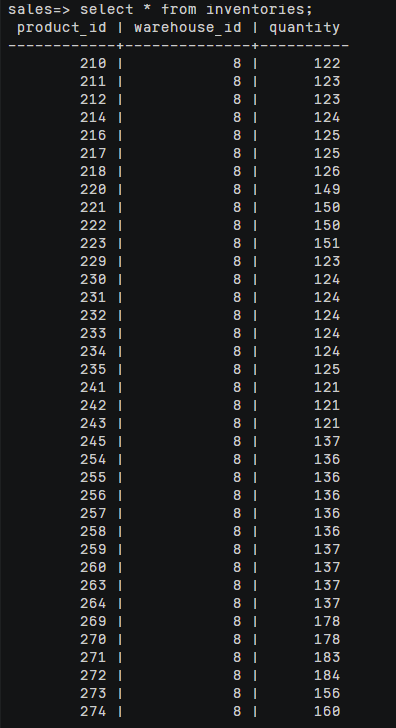 sales=> select * from inventories;
 product_id | warehouse_id | quantity
------------+--------------+----------
        210 |            8 |      122
        211 |            8 |      123
        212 |            8 |      123
        214 |            8 |      124
        216 |            8 |      125
        217 |            8 |      125
        218 |            8 |      126
        220 |            8 |      149
        221 |            8 |      150
        222 |            8 |      150
        223 |            8 |      151
        229 |            8 |      123
        230 |            8 |      124
        231 |            8 |      124
        232 |            8 |      124
        233 |            8 |      124
        234 |            8 |      124
        235 |            8 |      125
        241 |            8 |      121
        242 |            8 |      121
        243 |            8 |      121
        245 |            8 |      137
        254 |            8 |      136
        255 |            8 |      136
        256 |            8 |      136
        257 |            8 |      136
        258 |            8 |      136
        259 |            8 |      137
        260 |            8 |      137
        263 |            8 |      137
        264 |            8 |      137
        269 |            8 |      178
        270 |            8 |      178
        271 |            8 |      183
        272 |            8 |      184
        273 |            8 |      156
        274 |            8 |      160